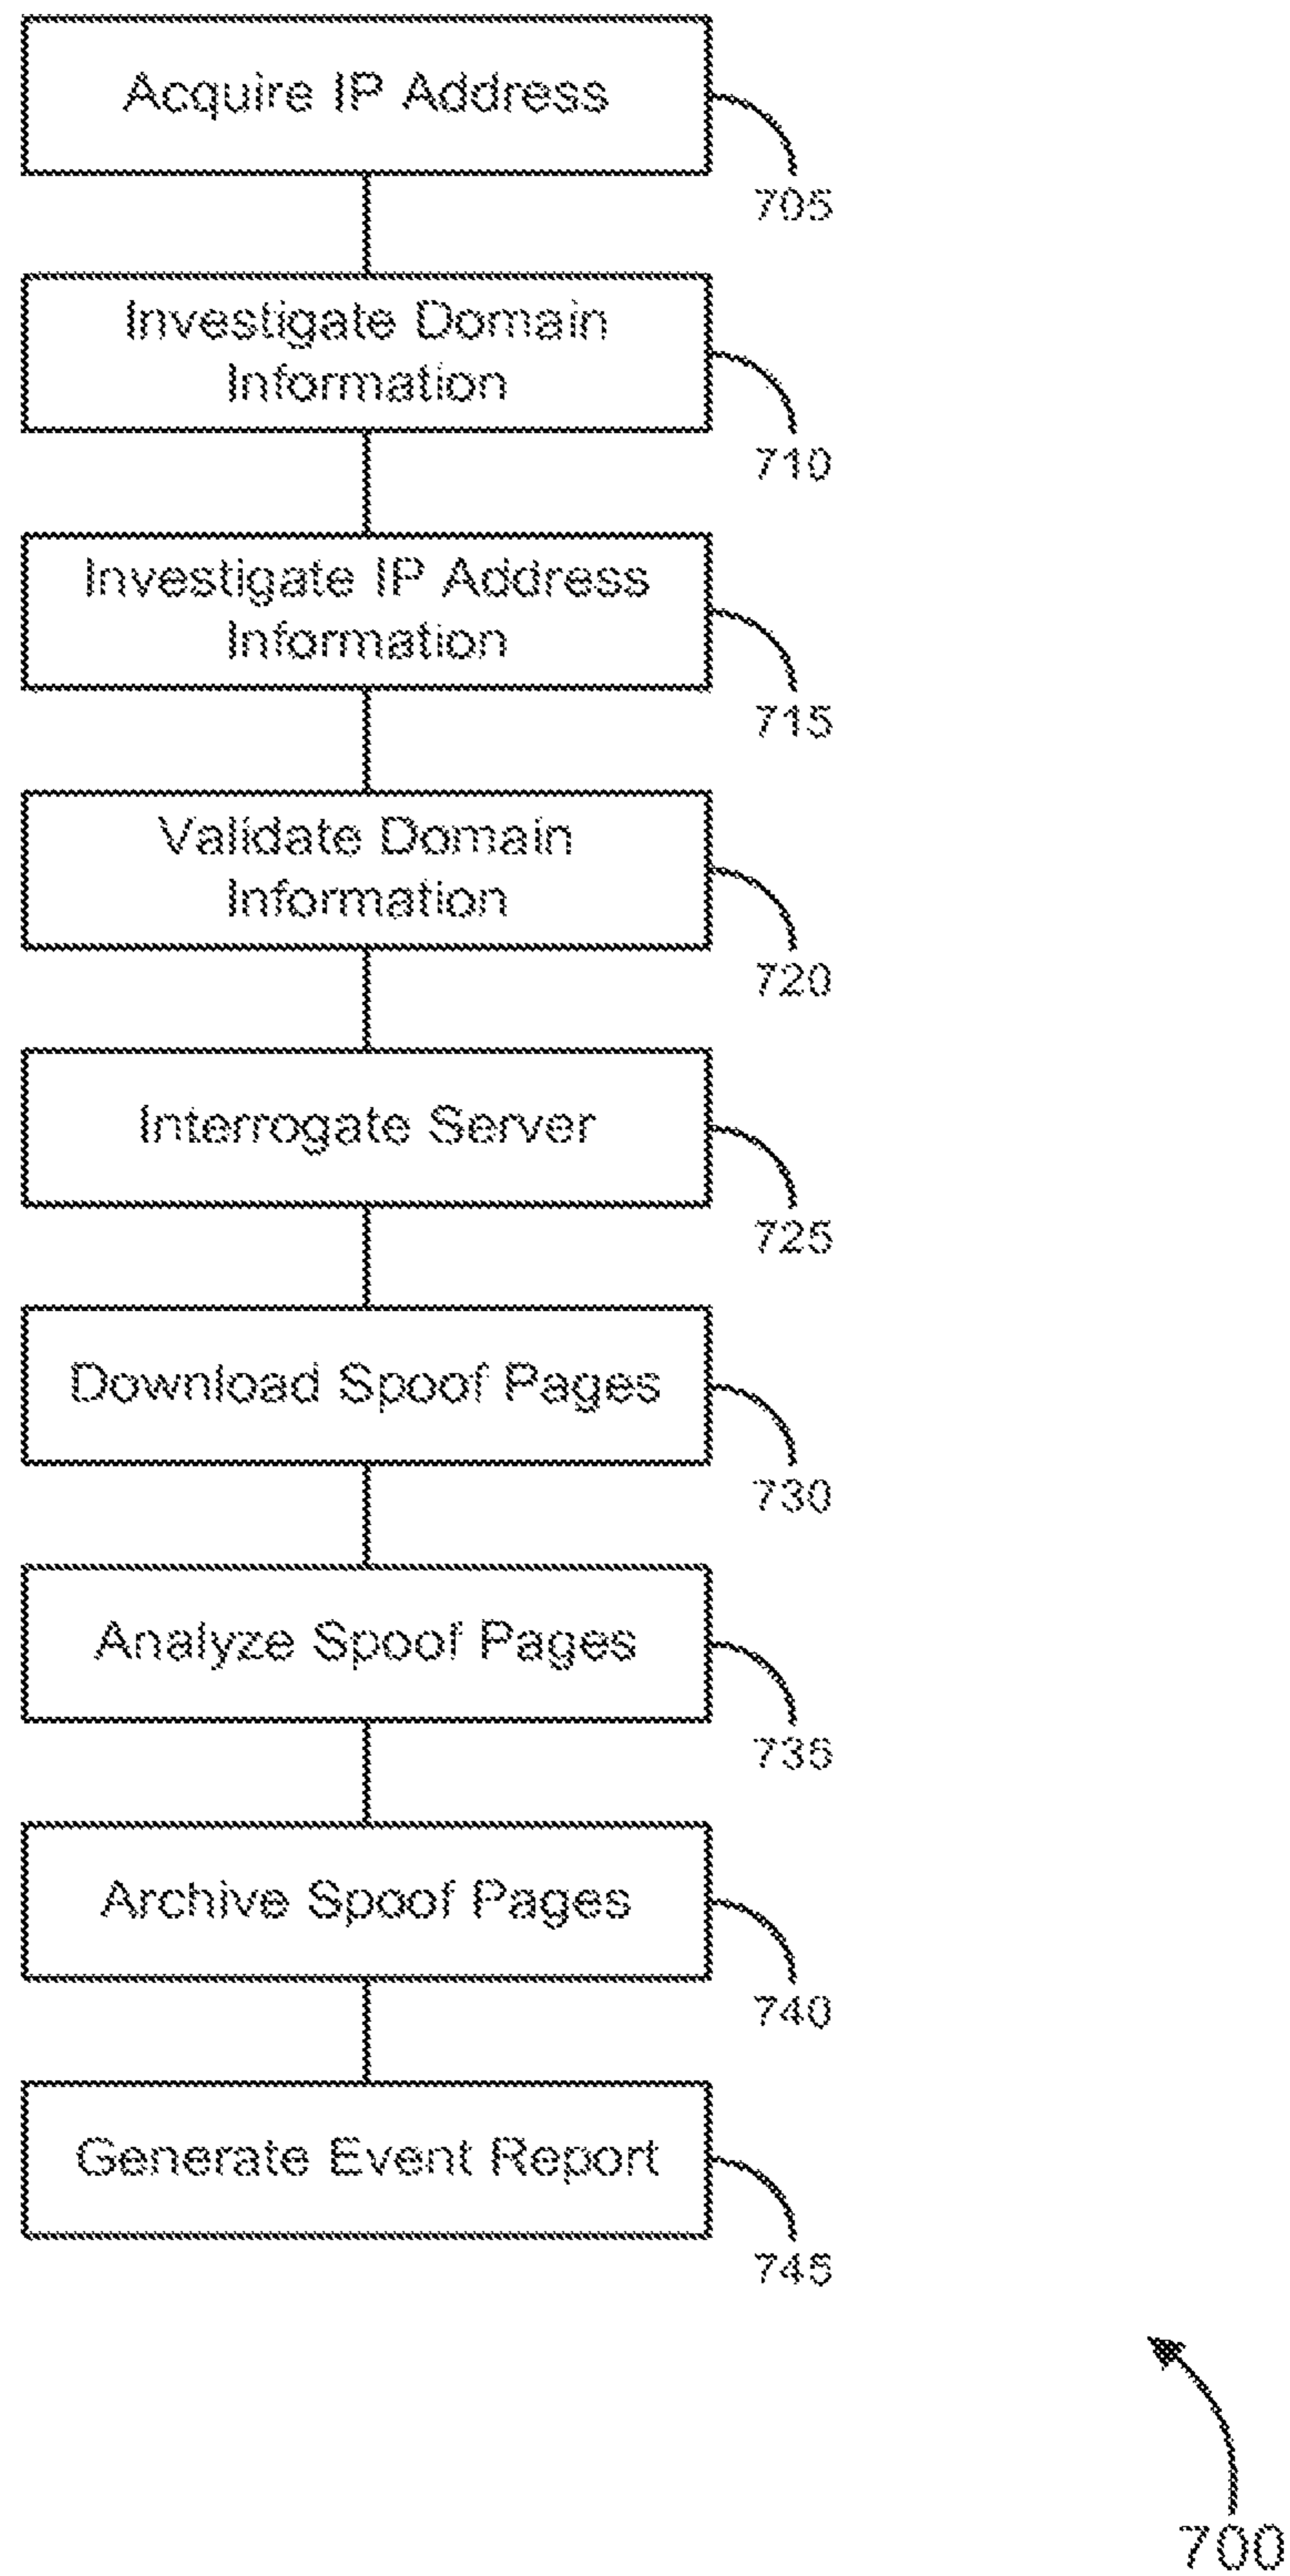 Acquire IP Address
705
Investigate Domain
Information
710
Investigate IP Address
Information
715
Validate Domain
Information
720
Interrogate Server
725
Download Spoof Pages
730
Analyze Spoof Pages
735
Archive Spoof Pages
740
Generate Event Report
745
700